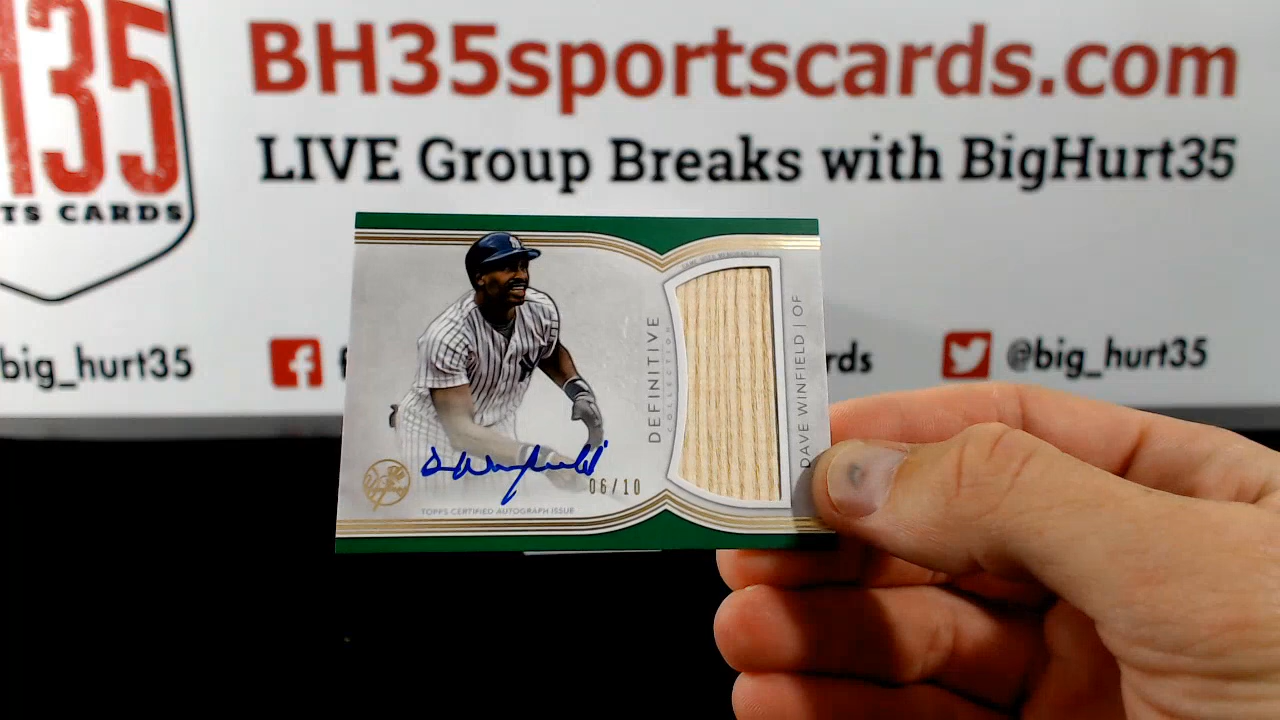 135
TS CARDS
BH35sportscards.com
LIVE Group Breaks with BigHurt35
big_hurt35
f
f
rds
@big_hurt35
DEFINITIVE
COLLECTION
DAVE WINFIELD | OF
06/10
TOPPS CERTIFIED AUTOGRAPH ISSUE